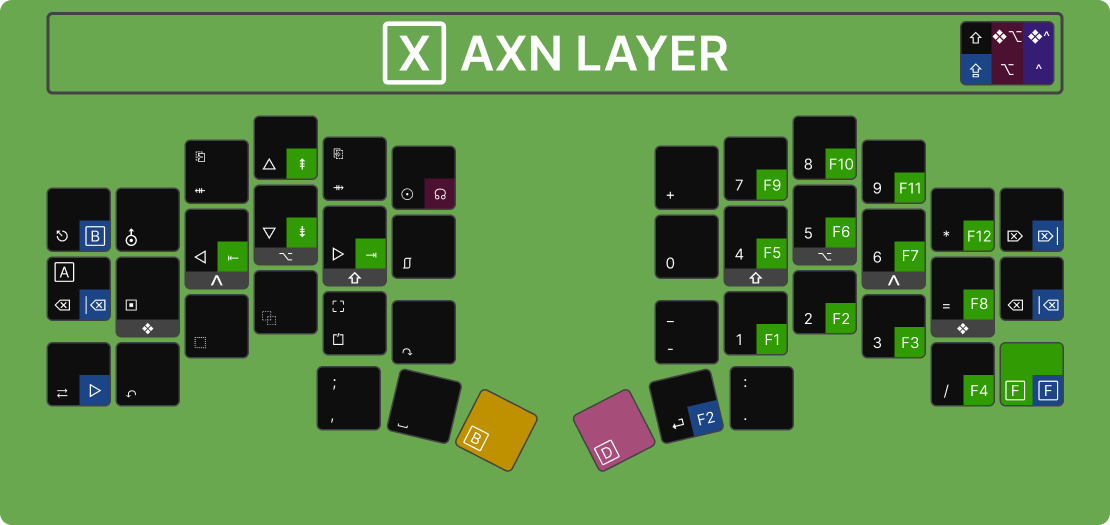 X AXN LAYER
8 F10
7 F9
9 F11
+
B
* F12
5 F6
4 F5
6 F7
0
A
= F8
2 F2
–
-
1 F1
3 F3
/ F4
F F
;
,
:
.
F2
B
D